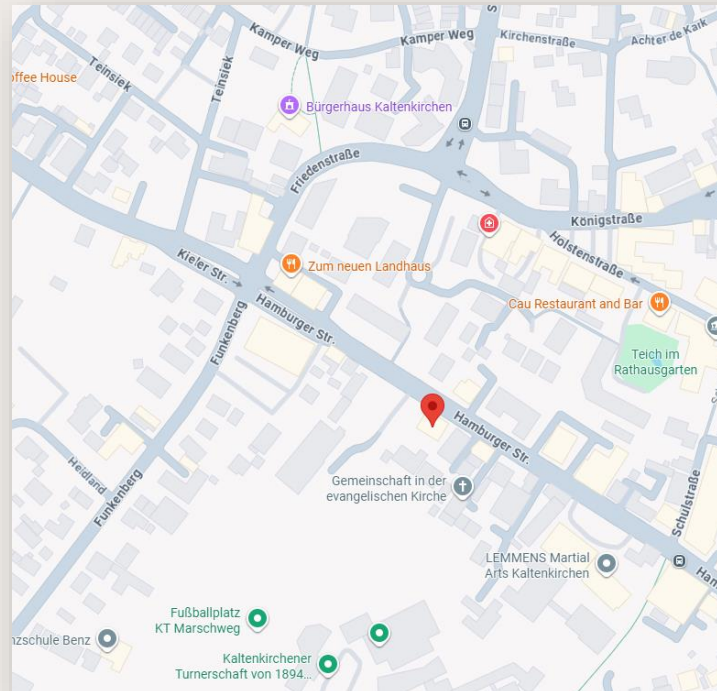 Kamper Weg
Kamper Weg
Kirchenstraße
Achter de Kaik
S
offee House
Teinsiek
Teinsiek
Bürgerhaus Kaltenkirchen
Friedenstraße
Königstraße
Holstenstraße
Kieler Str.
Zum neuen Landhaus
Cau Restaurant and Bar
Hamburger Str.
Funkenberg
Teich im
Rathausgarten
Hamburger Str.
Heidland
Funkenberg
Gemeinschaft in der
evangelischen Kirche
Schulstraße
LEMMENS Martial
Arts Kaltenkirchen
Ham
Fußballplatz
KT Marschweg
nzschule Benz
Kaltenkirchener
Turnerschaft von 1894...